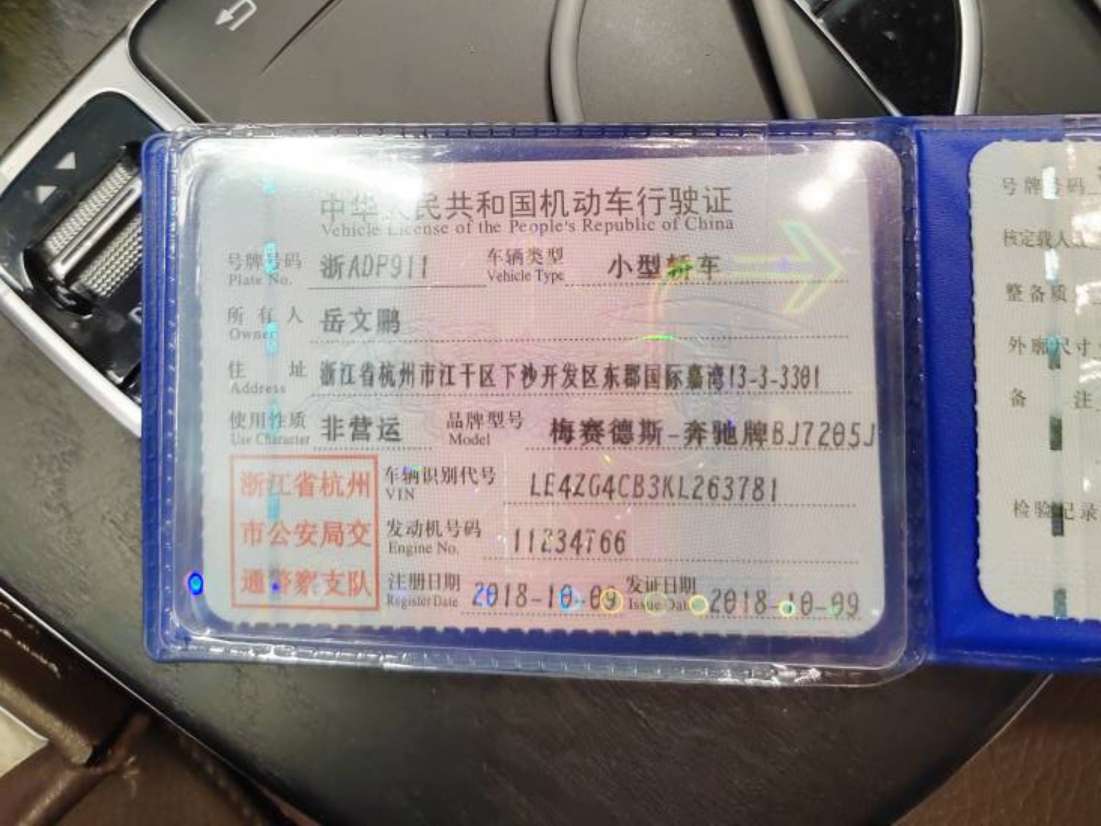 中华人民共和国机动车行驶证
Vehicle License of the People's Republic of China
号牌号码 浙ADP911 车辆类型 小型轿车
Plate No. Vehicle Type
所有人 岳文鹏
Owner
住址 浙江省杭州市江干区下沙开发区东郡国际嘉湾13-3-3301
Address
使用性质 非营运 品牌型号 梅赛德斯-奔驰牌BJ7205J
Use Character Model
浙江省杭州
市公安局交
通警察支队
车辆识别代号 LE4ZG4CB3KL263781
VIN
发动机号码 11234766
Engine No.
注册日期 2018-10-09 发证日期 2018-10-09
Register Date Issue Date
号牌号码
核定载人
整备质
外廓尺寸
备注
检验记录